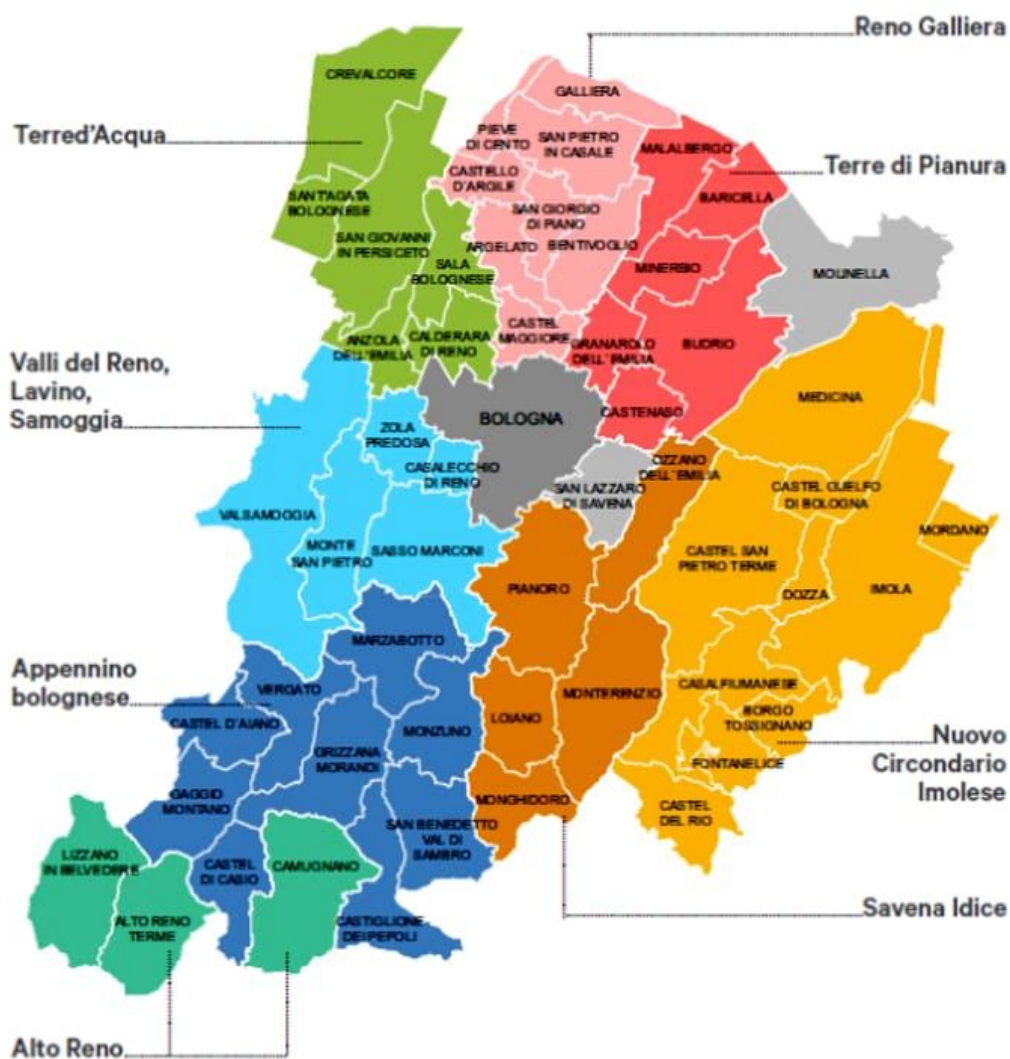 Reno Galliera
CREVALCORE
GALLIERA
Terred'Acqua
PIEVE
DI CENTO
SAN PIETRO
IN CASALE
MALALBERGO
Terre di Pianura
CASTELLO
D'ARGILE
BARICELLA
SANT'AGATA
BOLOGNESE
SAN GIORGIO
DI PIANO
SAN GIOVANNI
IN PERSICETO
ARGELATO
BENTIVOGLIO
SALA
BOLOGNESE
MINERBIO
MOLINELLA
CASTEL
MAGGIORE
ANZOLA
DELL'EMILIA
CALDERARA
DI RENO
GRANAROLO
DELL'EMILIA
BUDRIO
Valli del Reno,
Lavino,
Samoggia
MEDICINA
ZOLA
PREDOSA
BOLOGNA
CASTENASO
CASALECCHIO
DI RENO
OZZANO
DELL'EMILIA
SAN LAZZARO
DI SAVENA
CASTEL GUELFO
DI BOLOGNA
VALSAMOGGIA
MORDANO
MONTE
SAN PIETRO
SASSO MARCONI
CASTEL SAN
PIETRO TERME
PIANORO
DOZZA
IMOLA
MARZABOTTO
Appennino
bolognese
VERGATO
CASALFIUMANESE
MONTERENZIO
CASTEL D'AIANO
LOIANO
BORGO
TOSSIGNANO
GRIZZANA
MORANDI
MONZUNO
FONTANELICE
Nuovo
Circondario
Imolese
GAGGIO
MONTANO
MONGHIDORO
SAN BENEDETTO
VAL DI
SAMBRO
CASTEL
DEL RIO
LIZZANO
IN BELVEDERE
CASTEL
DI CASIO
CAMUGNANO
Savena Idice
ALTO RENO
TERME
CASTIGLIONE
DEI PEPOLI
Alto Reno